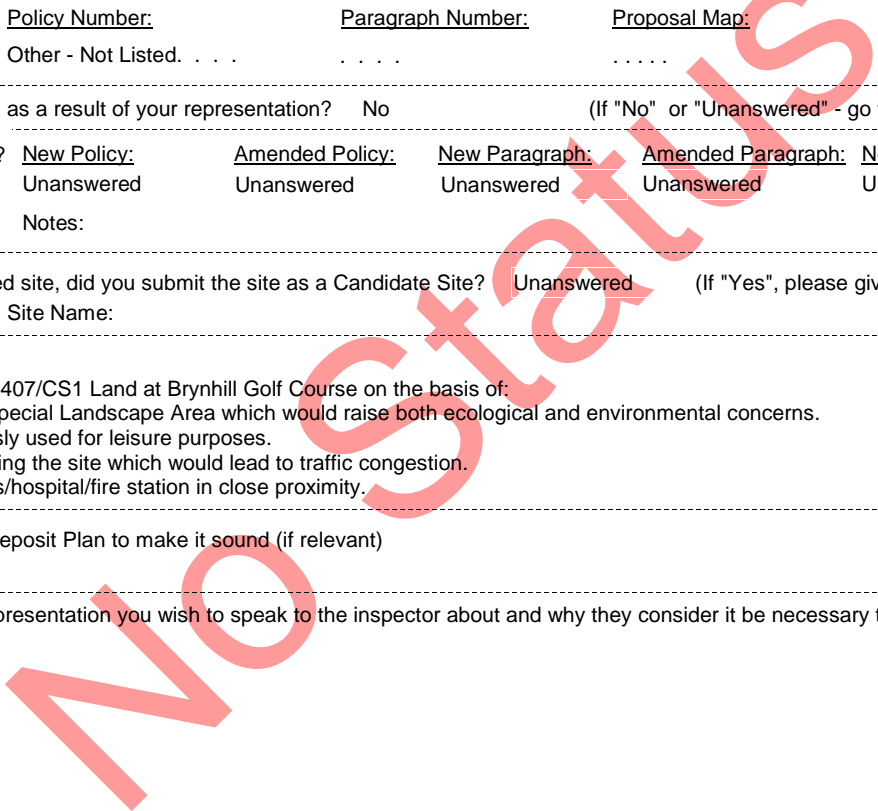 Policy Number: Paragraph Number: Proposal Map:
Other - Not Listed. . . . . . . . . . . . .
as a result of your representation? No (If "No" or "Unanswered" - go
? New Policy: Amended Policy: New Paragraph: Amended Paragraph:
Unanswered Unanswered Unanswered Unanswered
Notes:
ed site, did you submit the site as a Candidate Site? Unanswered (If "Yes", please giv
Site Name:
407/CS1 Land at Brynhill Golf Course on the basis of:
pecial Landscape Area which would raise both ecological and environmental concerns.
sly used for leisure purposes.
ing the site which would lead to traffic congestion.
s/hospital/fire station in close proximity.
eposit Plan to make it sound (if relevant)
presentation you wish to speak to the inspector about and why they consider it be necessary t
No Status